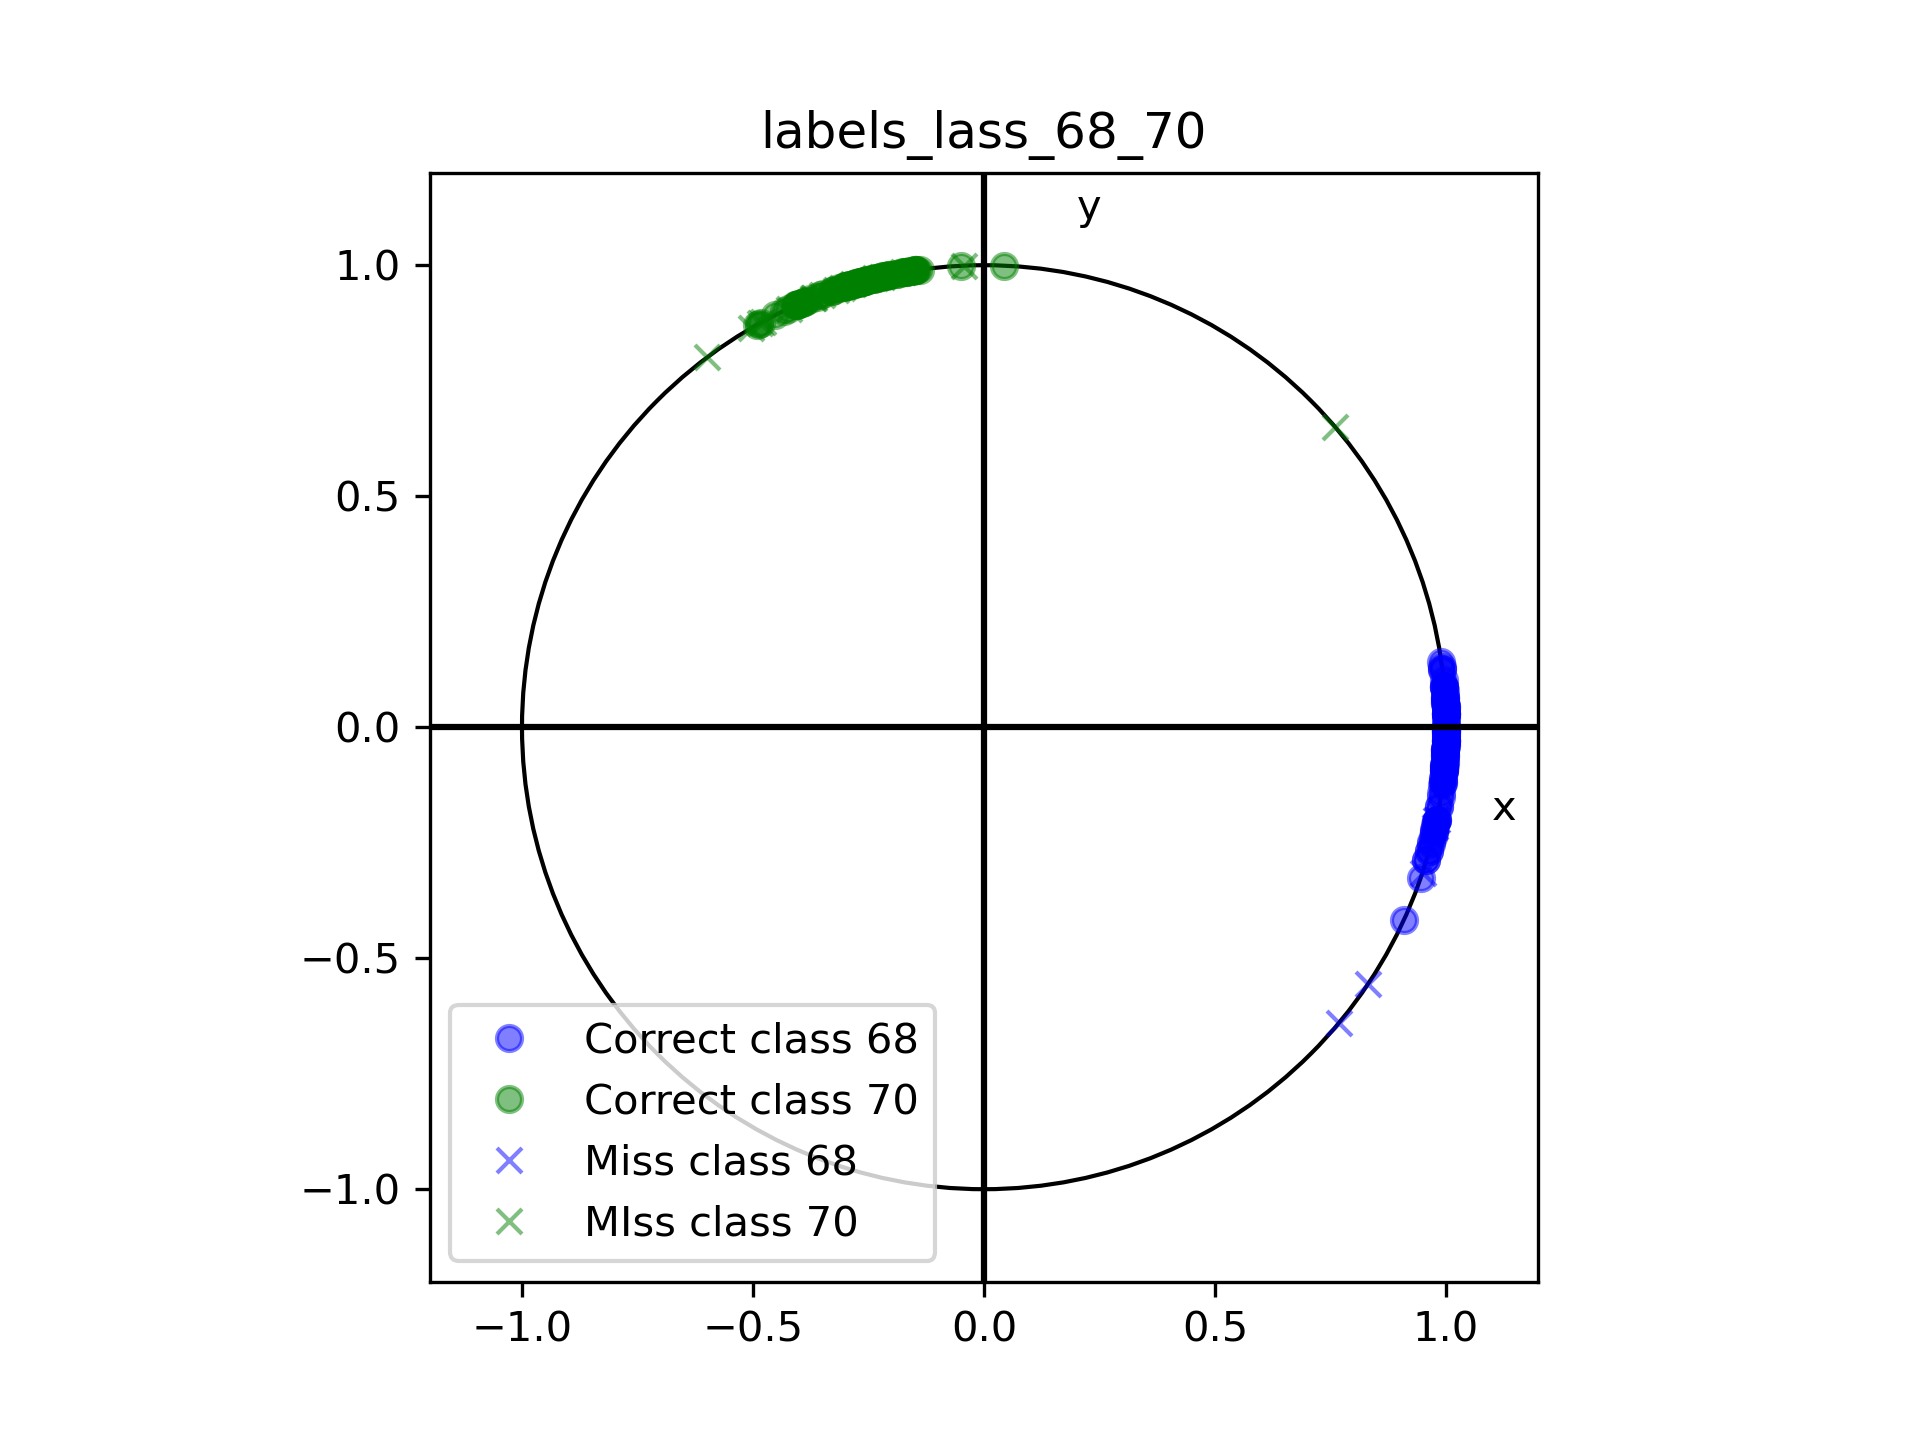 labels_lass_68_70
y
1.0
0.5
0.0
x
−0.5
−1.0
Correct class 68
Correct class 70
Miss class 68
MIss class 70
−1.0 −0.5 0.0 0.5 1.0